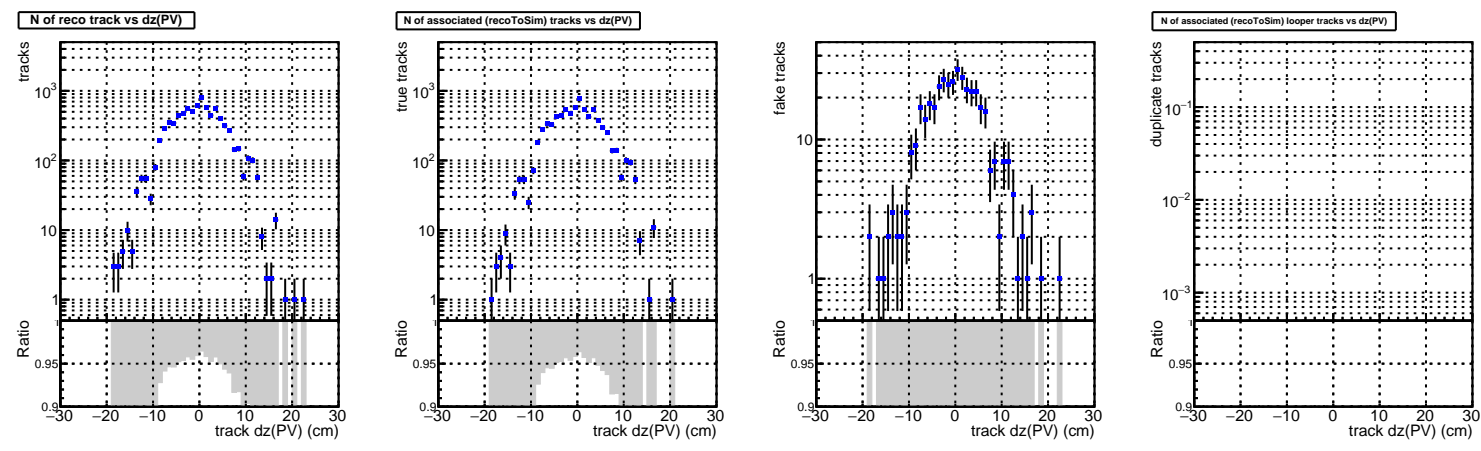 N of reco track vs dz(PV)
tracks
10³
10²
10
1
Ratio
1
0.95
0.9
−30 −20 −10 0 10 20 30
track dz(PV) (cm)
N of associated (recoToSim) tracks vs dz(PV)
true tracks
10³
10²
10
1
Ratio
1
0.95
0.9
−30 −20 −10 0 10 20 30
track dz(PV) (cm)
fake tracks
10
1
Ratio
1
0.95
0.9
−30 −20 −10 0 10 20 30
track dz(PV) (cm)
N of associated (recoToSim) looper tracks vs dz(PV)
duplicate tracks
10⁻¹
10⁻²
10⁻³
Ratio
1
0.95
0.9
−30 −20 −10 0 10 20 30
track dz(PV) (cm)